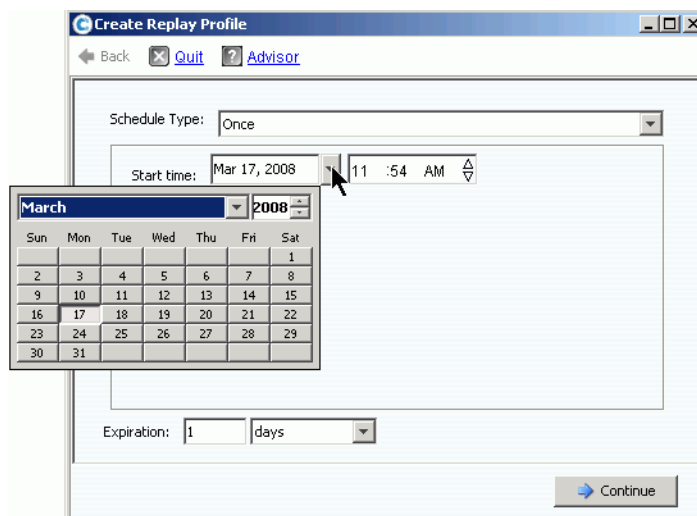 Create Replay Profile
Back Quit ? Advisor
Schedule Type: Once
Start time: Mar 17, 2008 11 :54 AM
March 2008
Sun Mon Tue Wed Thu Fri Sat
1
2 3 4 5 6 7 8
9 10 11 12 13 14 15
16 17 18 19 20 21 22
23 24 25 26 27 28 29
30 31
Expiration: 1 days
Continue